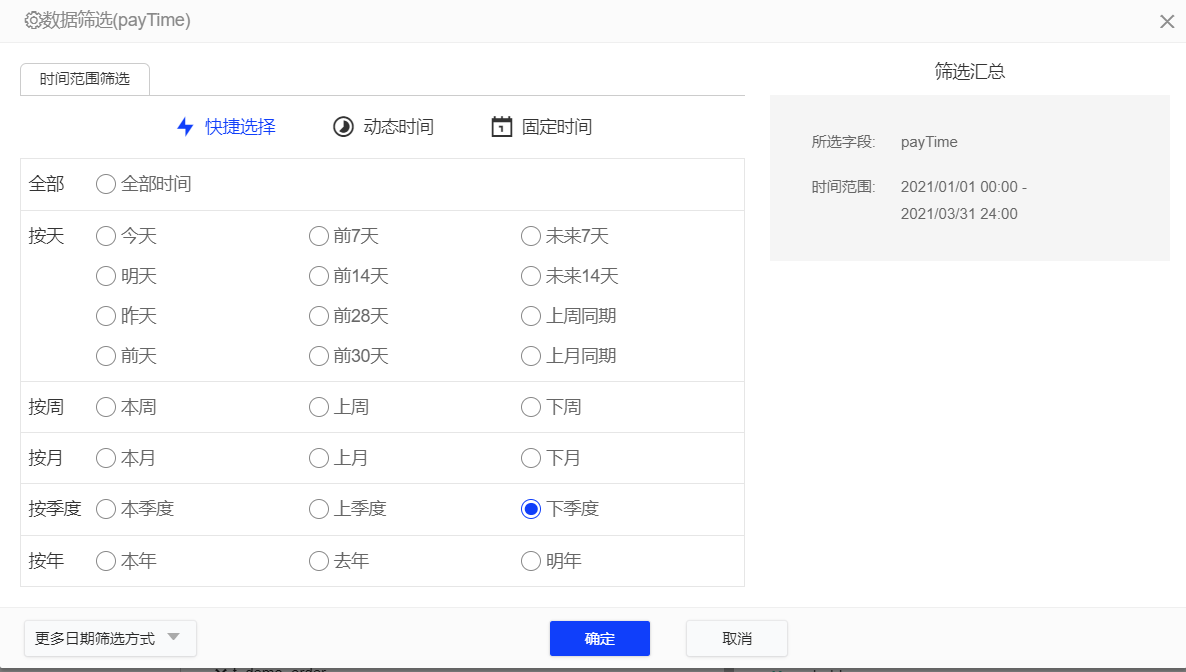 数据筛选(payTime)
时间范围筛选
快捷选择 动态时间 固定时间
全部 全部时间
按天 今天 前7天 未来7天
明天 前14天 未来14天
昨天 前28天 上周同期
前天 前30天 上月同期
按周 本周 上周 下周
按月 本月 上月 下月
按季度 本季度 上季度 下季度
按年 本年 去年 明年
筛选汇总
所选字段: payTime
时间范围: 2021/01/01 00:00 -
2021/03/31 24:00
更多日期筛选方式 确定 取消